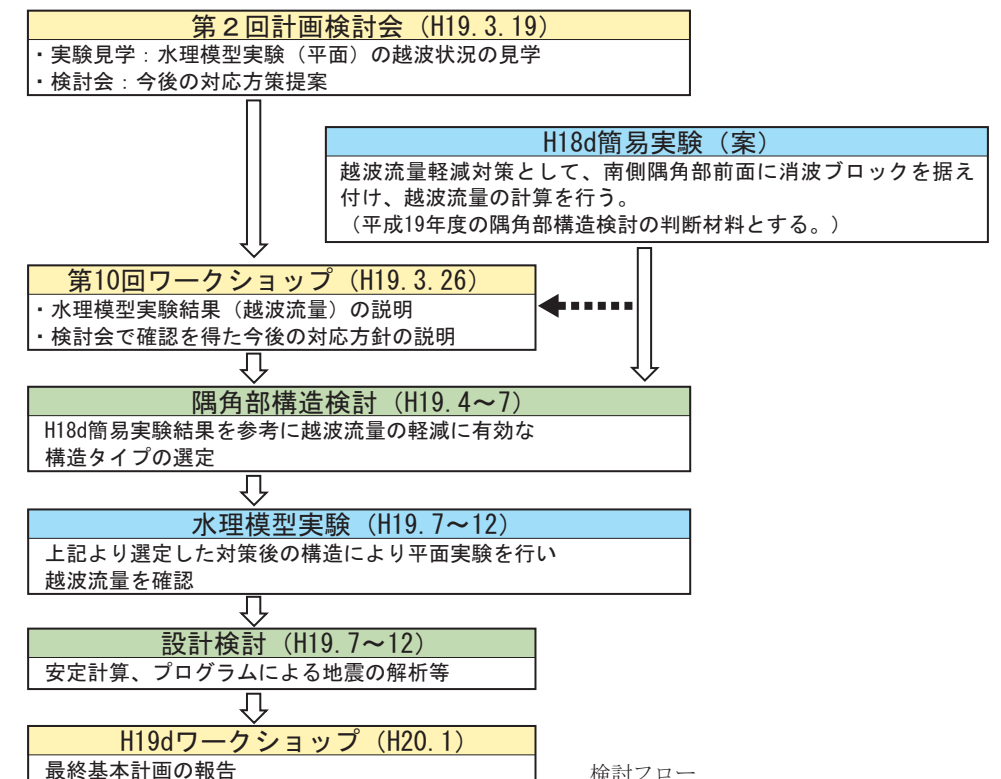 第2回計画検討会(H19.3.19)
・実験見学:水理模型実験(平面)の越波状況の見学
・検討会:今後の対応方策提案
H18d簡易実験(案)
越波流量軽減対策として、南側隅角部前面に消波ブロックを据え
付け、越波流量の計算を行う。
(平成19年度の隅角部構造検討の判断材料とする。)
第10回ワークショップ(H19.3.26)
・水理模型実験結果(越波流量)の説明
・検討会で確認を得た今後の対応方針の説明
隅角部構造検討(H19.4〜7)
H18d簡易実験結果を参考に越波流量の軽減に有効な
構造タイプの選定
水理模型実験(H19.7〜12)
上記より選定した対策後の構造により平面実験を行い
越波流量を確認
設計検討(H19.7〜12)
安定計算、プログラムによる地震の解析等
H19dワークショップ(H20.1)
最終基本計画の報告
検討フロー